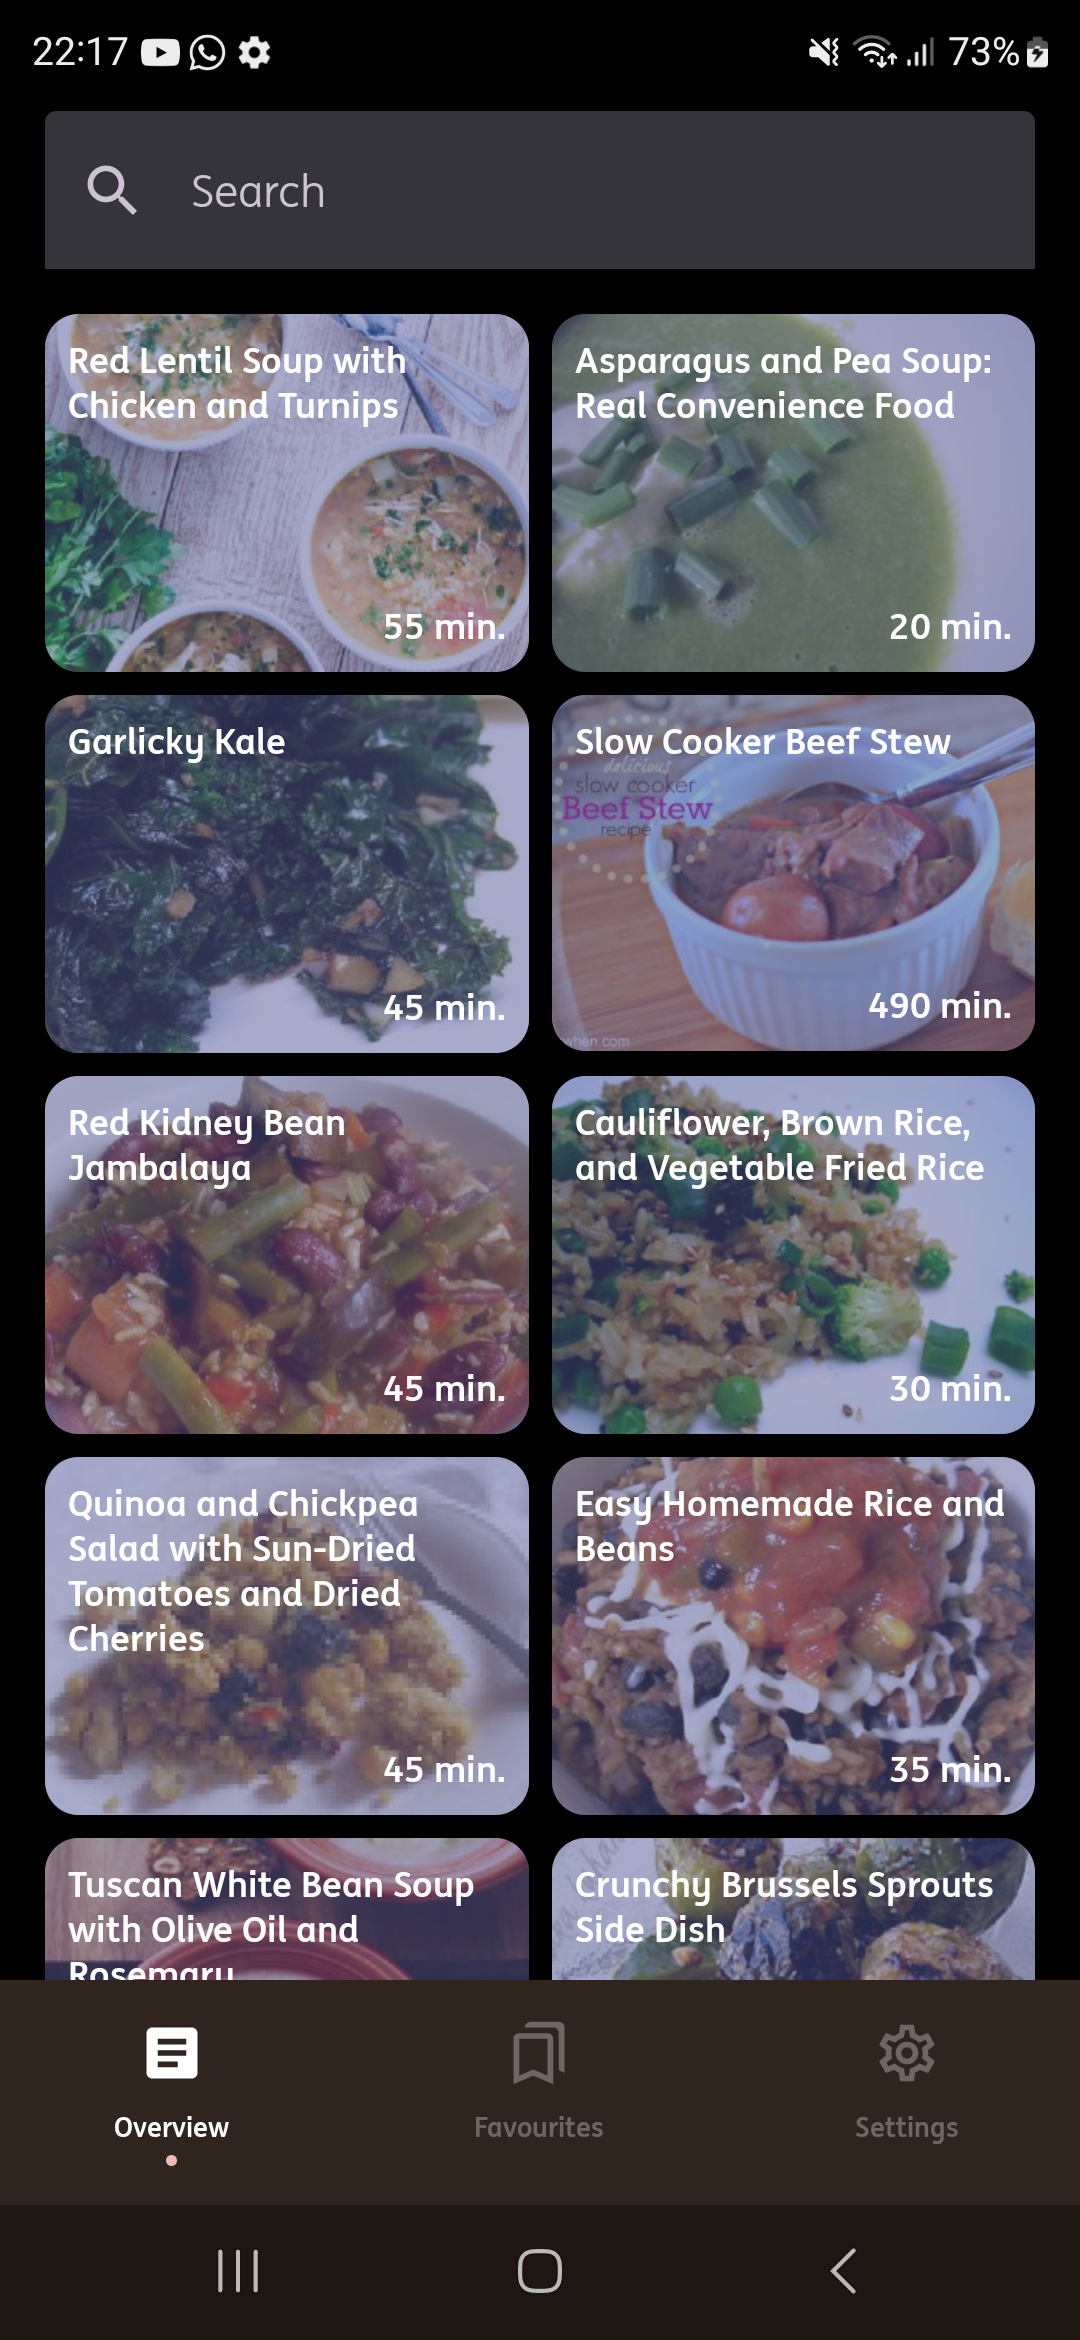 22:17
73%
Search
Red Lentil Soup with
Chicken and Turnips
55 min.
Asparagus and Pea Soup:
Real Convenience Food
20 min.
Garlicky Kale
45 min.
Slow Cooker Beef Stew
delicious
slow cooker
Beef Stew
recipe
490 min.
when.com
Red Kidney Bean
Jambalaya
45 min.
Cauliflower, Brown Rice,
and Vegetable Fried Rice
30 min.
Quinoa and Chickpea
Salad with Sun-Dried
Tomatoes and Dried
Cherries
45 min.
Easy Homemade Rice and
Beans
35 min.
Tuscan White Bean Soup
with Olive Oil and
Rosemary
Crunchy Brussels Sprouts
Side Dish
Overview
Favourites
Settings